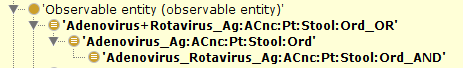 'Observable entity (observable entity)'
'Adenovirus+Rotavirus_Ag:ACnc:Pt:Stool:Ord_OR'
'Adenovirus_Ag:ACnc:Pt:Stool:Ord'
'Adenovirus_Rotavirus_Ag:ACnc:Pt:Stool:Ord_AND'